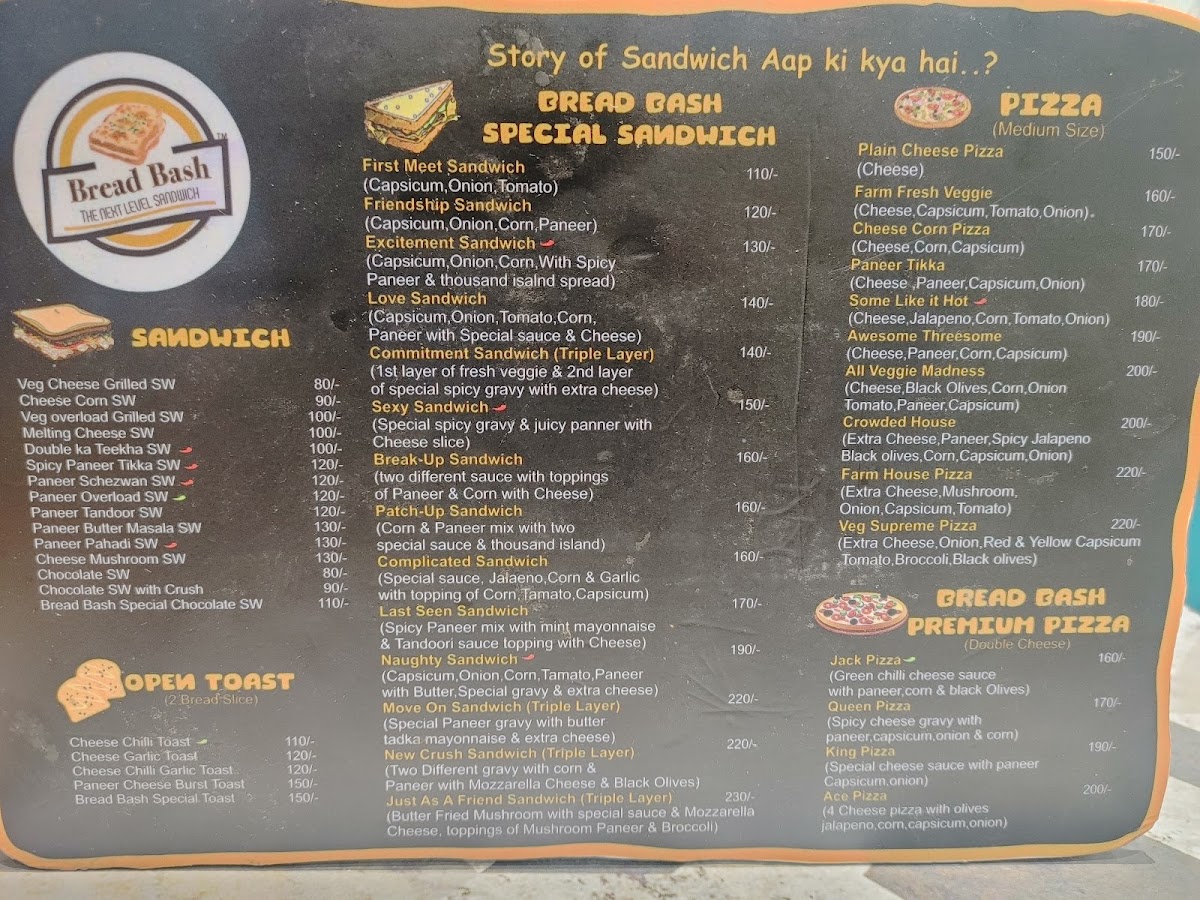 Story of Sandwich Aap ki kya hai..?
Bread Bash
TM
THE NEXT LEVEL SANDWICH
SANDWICH
Veg Cheese Grilled SW 80/-
Cheese Corn SW 90/-
Veg overload Grilled SW 100/-
Melting Cheese SW 100/-
Double ka Teekha SW 100/-
Spicy Paneer Tikka SW 120/-
Paneer Schezwan SW 120/-
Paneer Overload SW 120/-
Paneer Tandoor SW 120/-
Paneer Butter Masala SW 130/-
Paneer Pahadi SW 130/-
Cheese Mushroom SW 130/-
Chocolate SW 80/-
Chocolate SW with Crush 90/-
Bread Bash Special Chocolate SW 110/-
OPEN TOAST
(2 Bread Slice)
Cheese Chilli Toast 110/-
Cheese Garlic Toast 120/-
Cheese Chilli Garlic Toast 120/-
Paneer Cheese Burst Toast 150/-
Bread Bash Special Toast 150/-
BREAD BASH
SPECIAL SANDWICH
First Meet Sandwich 110/-
(Capsicum,Onion,Tomato)
Friendship Sandwich 120/-
(Capsicum,Onion,Corn,Paneer)
Excitement Sandwich 130/-
(Capsicum,Onion,Corn,With Spicy
Paneer & thousand isalnd spread)
Love Sandwich 140/-
(Capsicum,Onion,Tomato,Corn,
Paneer with Special sauce & Cheese)
Commitment Sandwich (Triple Layer) 140/-
(1st layer of fresh veggie & 2nd layer
of special spicy gravy with extra cheese)
Sexy Sandwich 150/-
(Special spicy gravy & juicy panner with
Cheese slice)
Break-Up Sandwich 160/-
(two different sauce with toppings
of Paneer & Corn with Cheese)
Patch-Up Sandwich 160/-
(Corn & Paneer mix with two
special sauce & thousand island)
Complicated Sandwich 160/-
(Special sauce, Jalaeno,Corn & Garlic
with topping of Corn,Tamato,Capsicum)
Last Seen Sandwich 170/-
(Spicy Paneer mix with mint mayonnaise
& Tandoori sauce topping with Cheese)
Naughty Sandwich 190/-
(Capsicum,Onion,Corn,Tamato,Paneer
with Butter,Special gravy & extra cheese)
Move On Sandwich (Triple Layer) 220/-
(Special Paneer gravy with butter
tadka mayonnaise & extra cheese)
New Crush Sandwich (Triple Layer) 220/-
(Two Different gravy with corn &
Paneer with Mozzarella Cheese & Black Olives)
Just As A Friend Sandwich (Triple Layer) 230/-
(Butter Fried Mushroom with special sauce & Mozzarella
Cheese, toppings of Mushroom Paneer & Broccoli)
PIZZA
(Medium Size)
Plain Cheese Pizza 150/-
(Cheese)
Farm Fresh Veggie 160/-
(Cheese,Capsicum,Tomato,Onion).
Cheese Corn Pizza 170/-
(Cheese,Corn,Capsicum)
Paneer Tikka 170/-
(Cheese ,Paneer,Capsicum,Onion)
Some Like it Hot 180/-
(Cheese,Jalapeno,Corn,Tomato,Onion)
Awesome Threesome 190/-
(Cheese,Paneer,Corn,Capsicum)
All Veggie Madness 200/-
(Cheese,Black Olives,Corn,Onion
Tomato,Paneer,Capsicum)
Crowded House 200/-
(Extra Cheese,Paneer,Spicy Jalapeno
Black olives,Corn,Capsicum,Onion)
Farm House Pizza 220/-
(Extra Cheese,Mushroom,
Onion,Capsicum,Tomato)
Veg Supreme Pizza 220/-
(Extra Cheese,Onion,Red & Yellow Capsicum
Tomato,Broccoli,Black olives)
BREAD BASH
PREMIUM PIZZA
(Double Cheese)
Jack Pizza 160/-
(Green chilli cheese sauce
with paneer,corn & black Olives)
Queen Pizza 170/-
(Spicy cheese gravy with
paneer,capsicum,onion & corn)
King Pizza 190/-
(Special cheese sauce with paneer
Capsicum,onion)
Ace Pizza 200/-
(4 Cheese pizza with olives
jalapeno,corn,capsicum,onion)